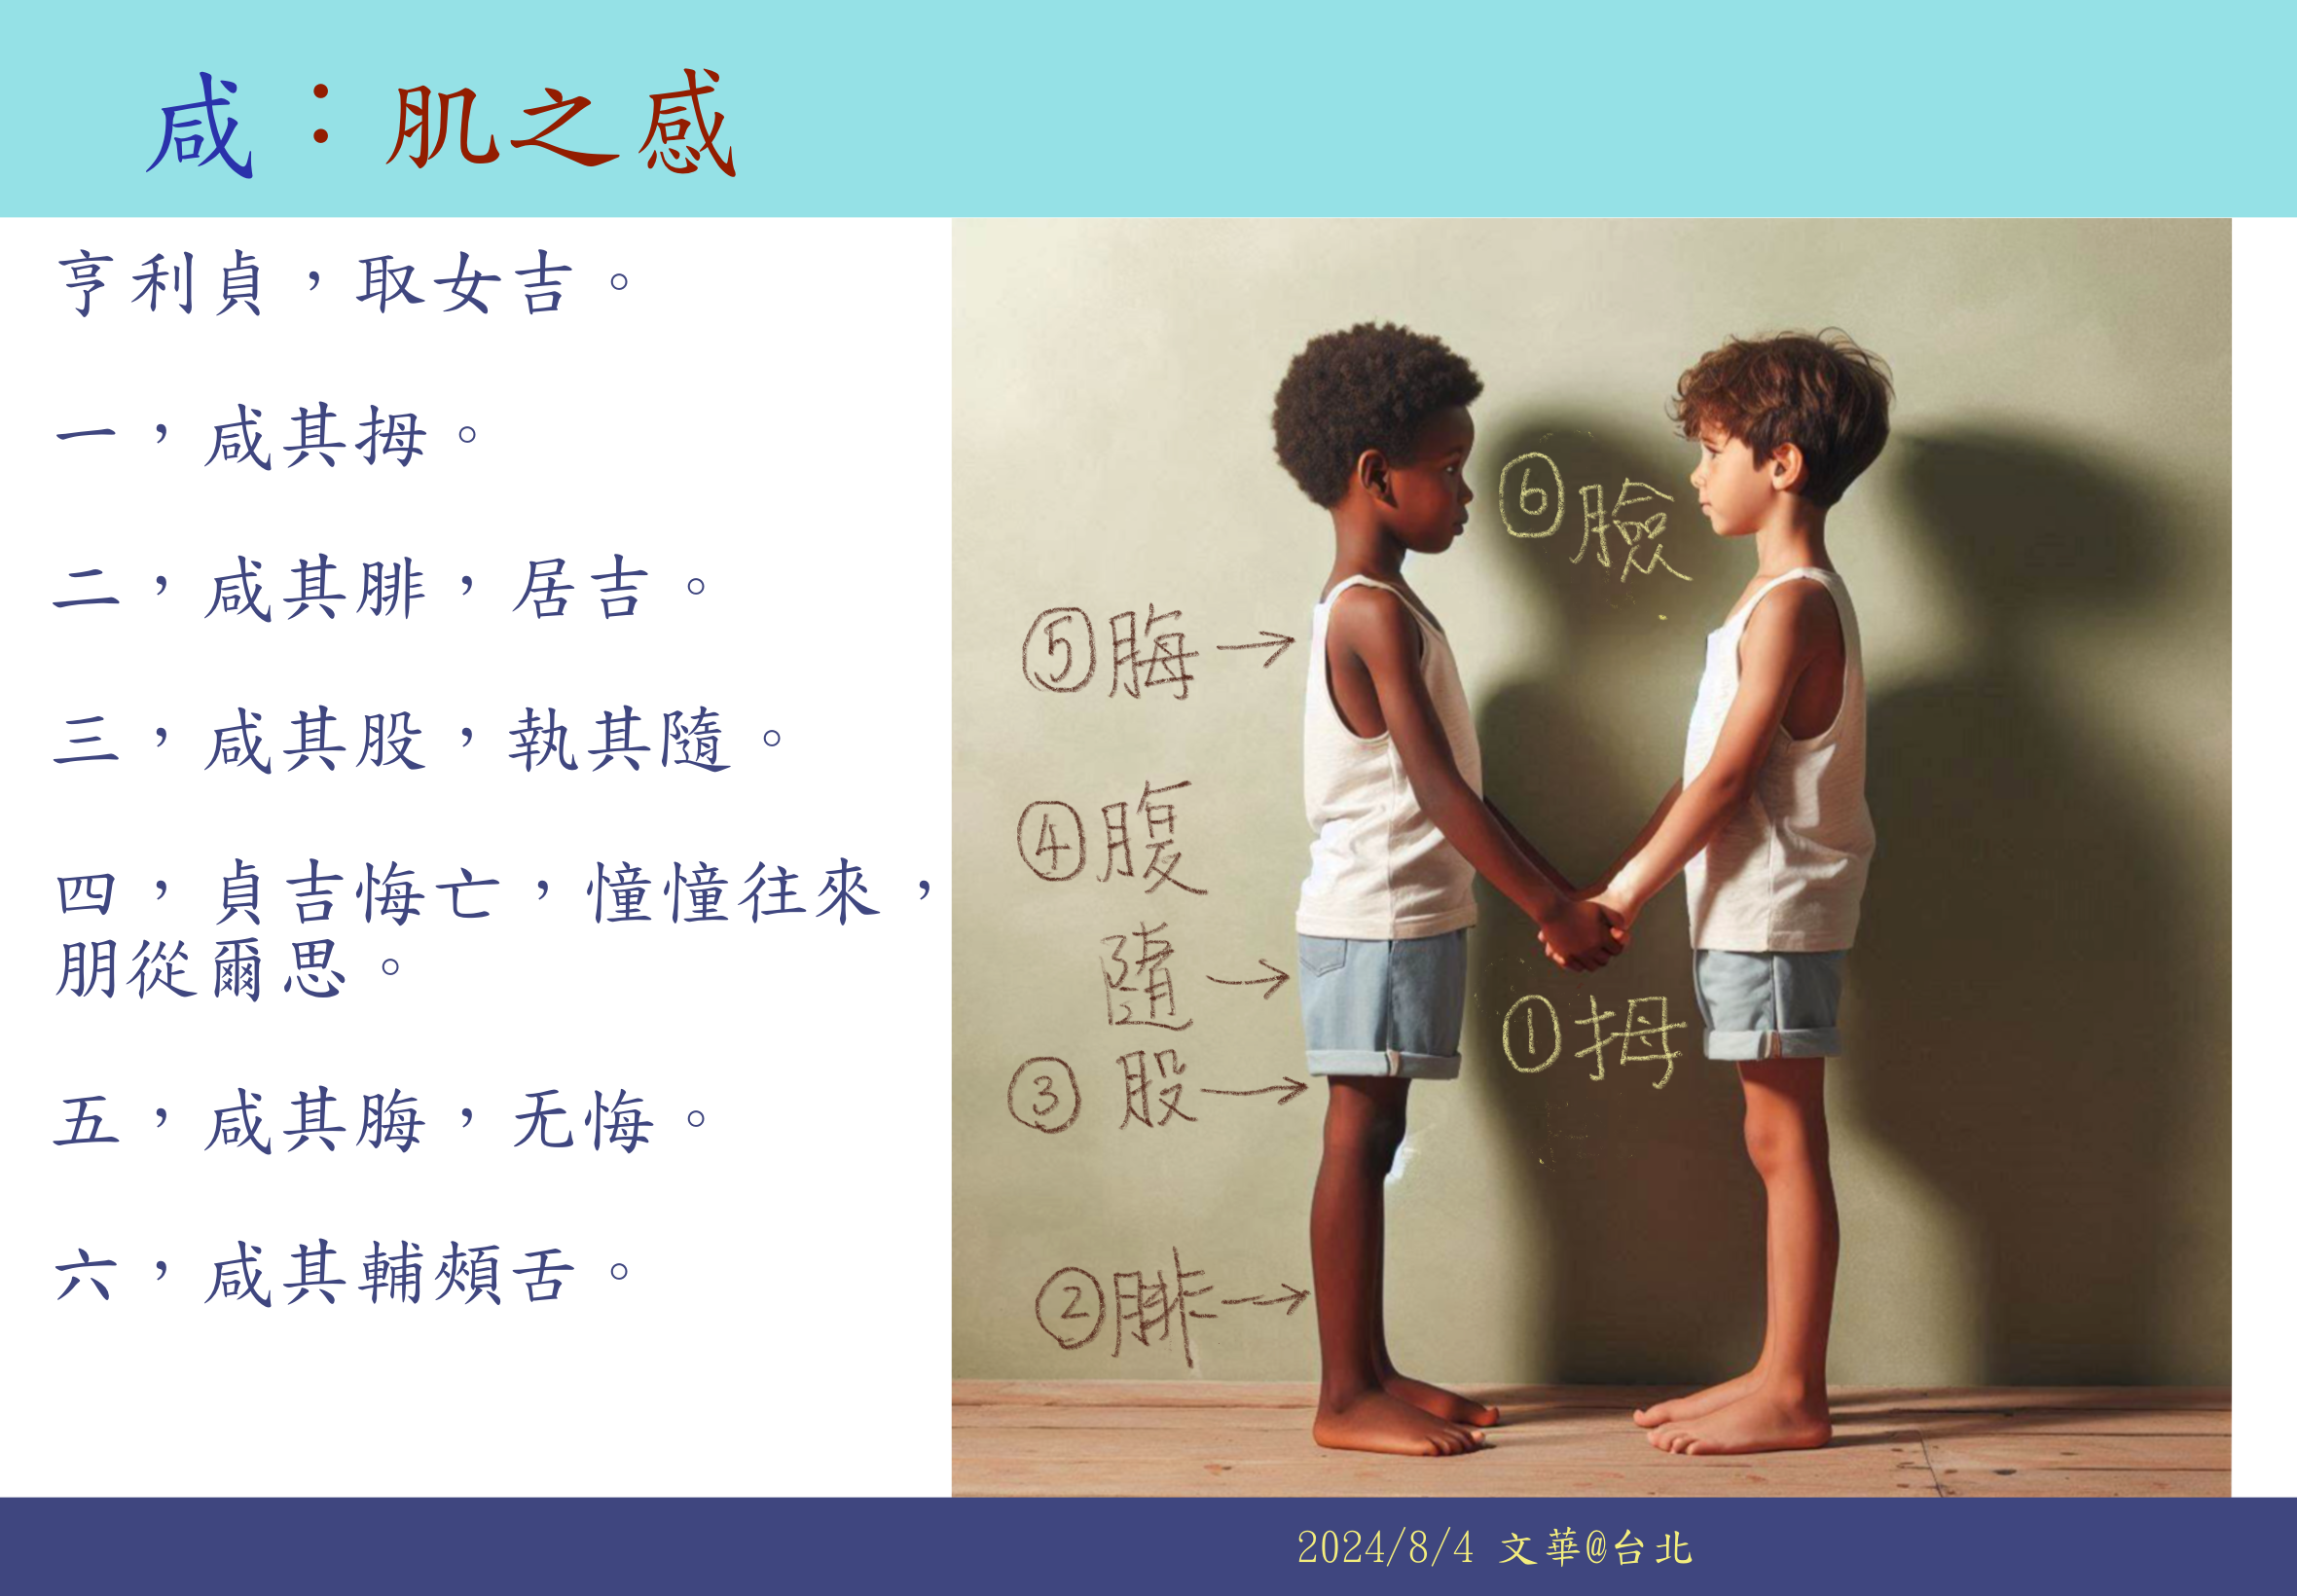 咸：肌之感
亨利貞，取女吉。
一，咸其拇。
二，咸其腓，居吉。
三，咸其股，執其隨。
四，貞吉悔亡，憧憧往來，
朋從爾思。
五，咸其脢，无悔。
六，咸其輔頰舌。
⑥臉
⑤脢→
④腹
隨→
①拇
③股→
②腓→
2024/8/4 文華@台北